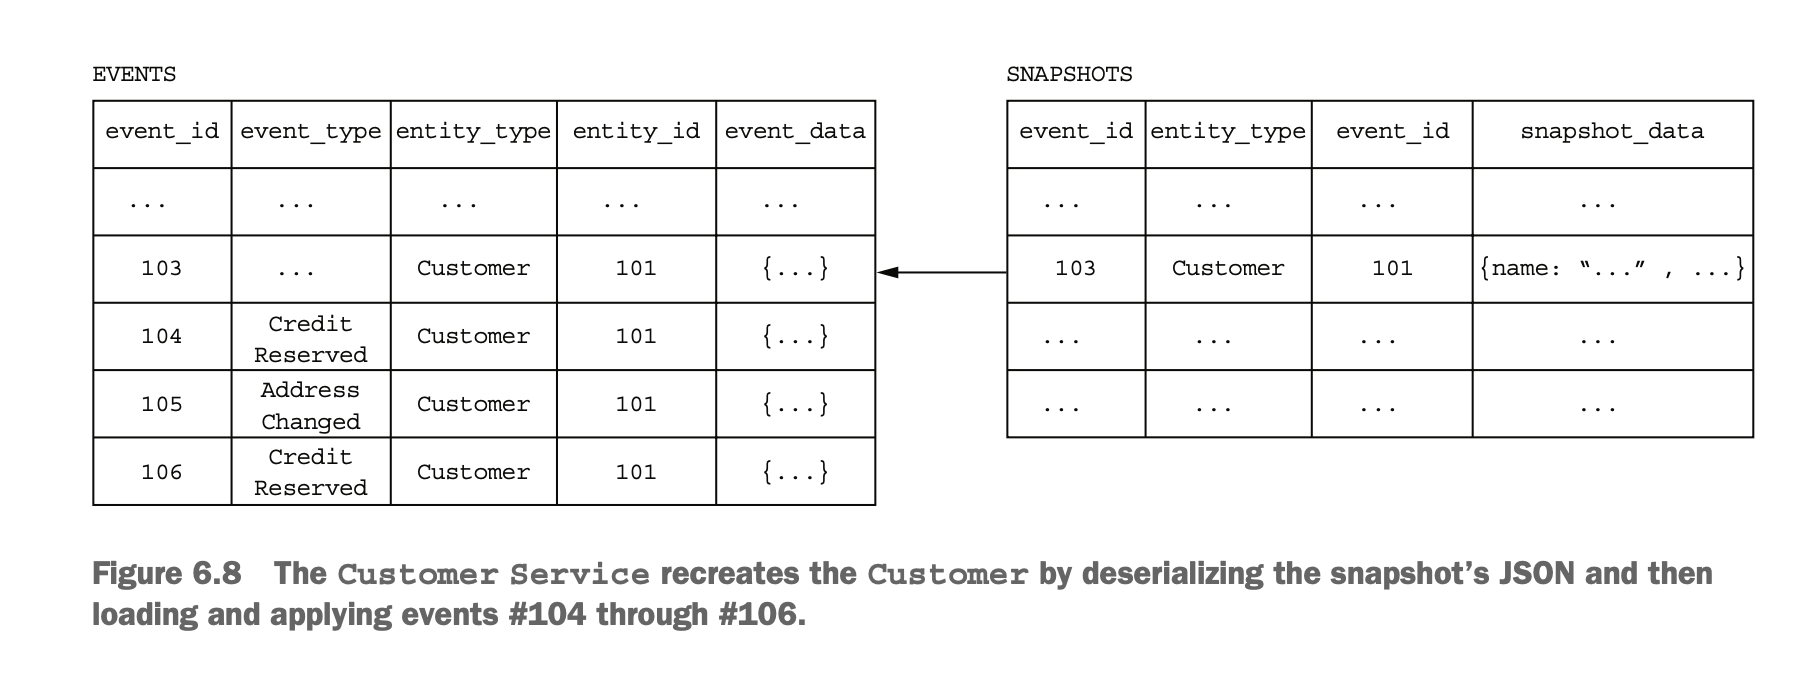 EVENTS
event_id event_type entity_type entity_id event_data
... ... ... ... ...
103 ... Customer 101 {...}
104 Credit Reserved Customer 101 {...}
105 Address Changed Customer 101 {...}
106 Credit Reserved Customer 101 {...}
SNAPSHOTS
event_id entity_type event_id snapshot_data
... ... ... ...
103 Customer 101 {name: “...” , ...}
... ... ... ...
... ... ... ...
Figure 6.8 The Customer Service recreates the Customer by deserializing the snapshot’s JSON and then
loading and applying events #104 through #106.